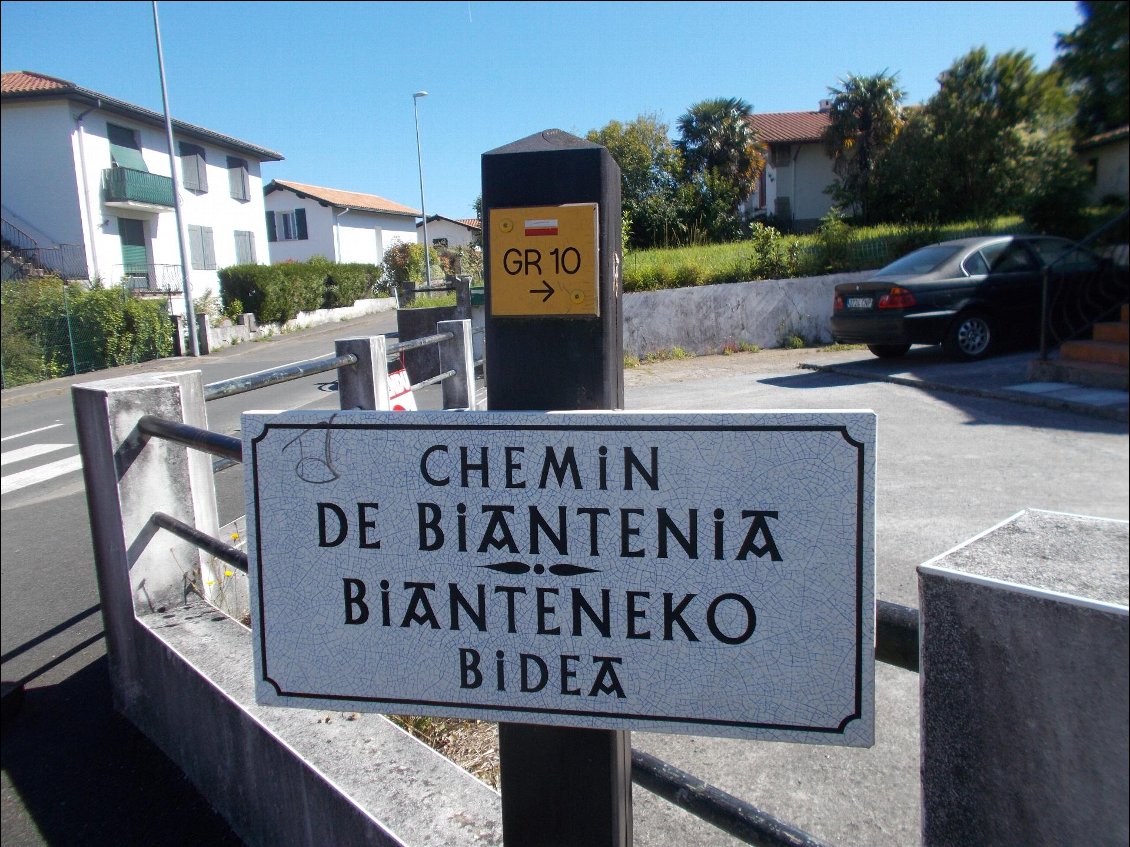 GR 10
→
CHEMiN
DE BiANTENiA
BiANTENEKO
BiDEA